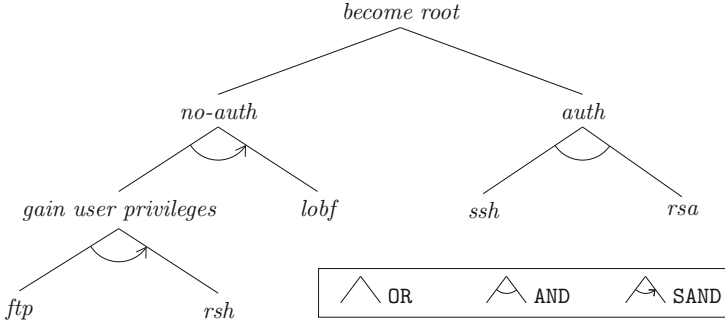 become root
no-auth auth
gain user privileges lobf ssh rsa
ftp rsh
OR AND SAND